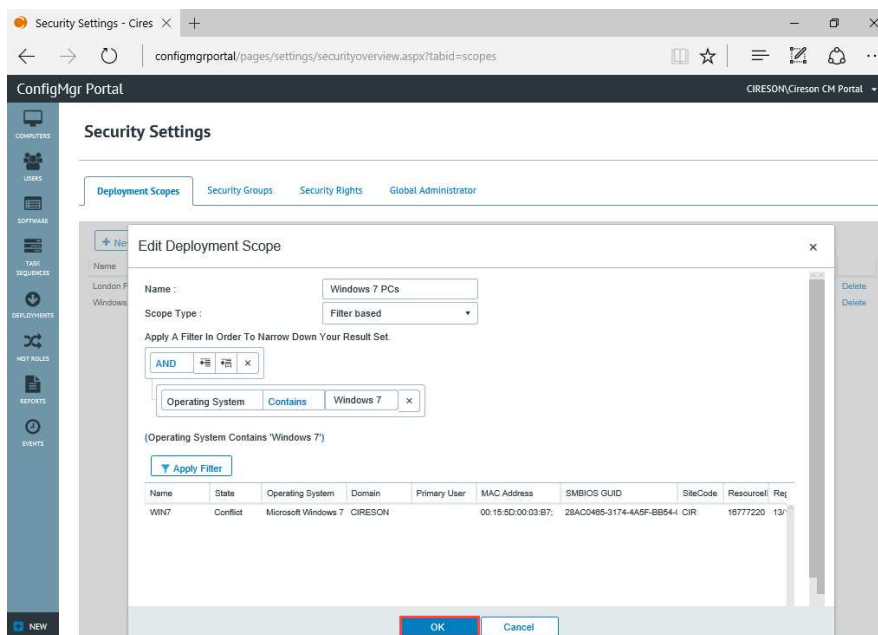 Security Settings - Cires
configmgrportal/pages/settings/securityoverview.aspx?tabid=scopes
ConfigMgr Portal
CIRESON\Cireson CM Portal
COMPUTERS
USERS
SOFTWARE
TASK SEQUENCES
DEPLOYMENTS
MDT ROLES
REPORTS
EVENTS
NEW
Security Settings
Deployment Scopes Security Groups Security Rights Global Administrator
+ Ne
Name
London F Delete
Windows Delete
Edit Deployment Scope
Name : Windows 7 PCs
Scope Type : Filter based
Apply A Filter In Order To Narrow Down Your Result Set.
AND
Operating System Contains Windows 7
(Operating System Contains 'Windows 7')
Apply Filter
Name State Operating System Domain Primary User MAC Address SMBIOS GUID SiteCode ResourceI Reg
WIN7 Conflict Microsoft Windows 7 CIRESON 00:15:5D:00:03:B7; 28AC0465-3174-4A5F-BB54-( CIR 16777220 13/
OK Cancel